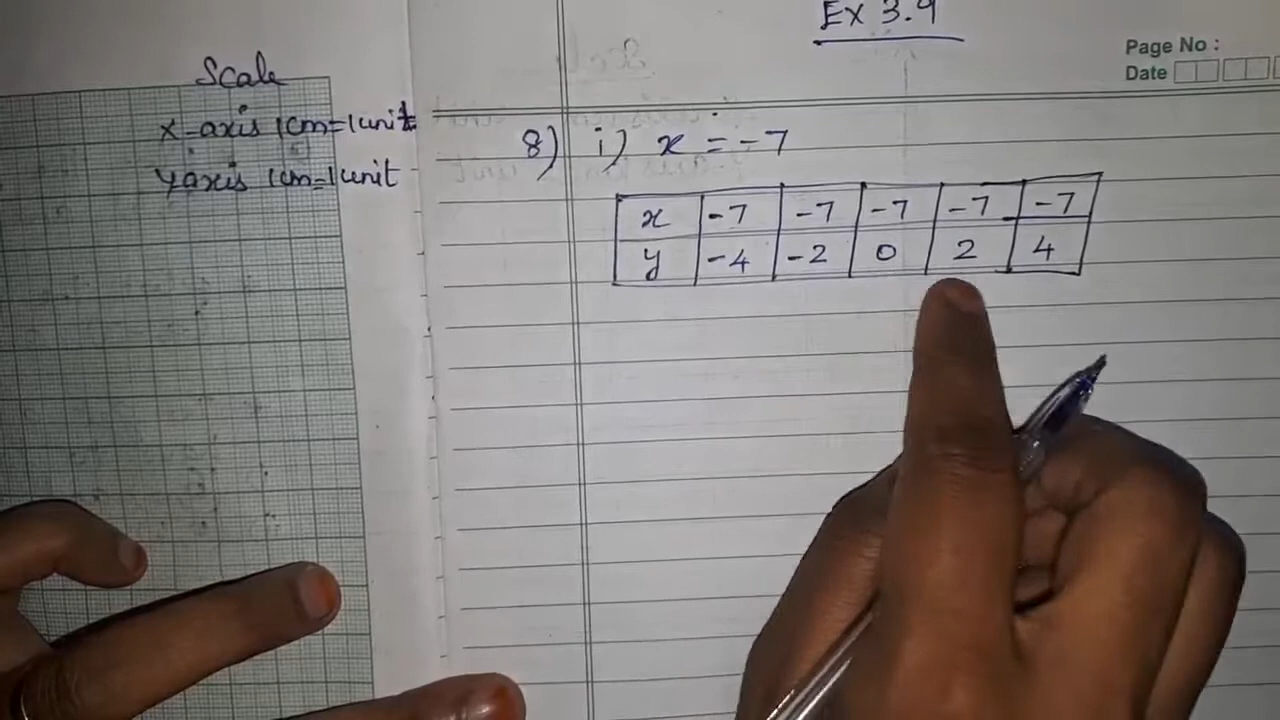 Ex 3.9
Page No :
Date
Scale
x-axis 1cm=1unit
y axis 1cm=1unit
8) i) x = -7
x -7 -7 -7 -7 -7
y -4 -2 0 2 4